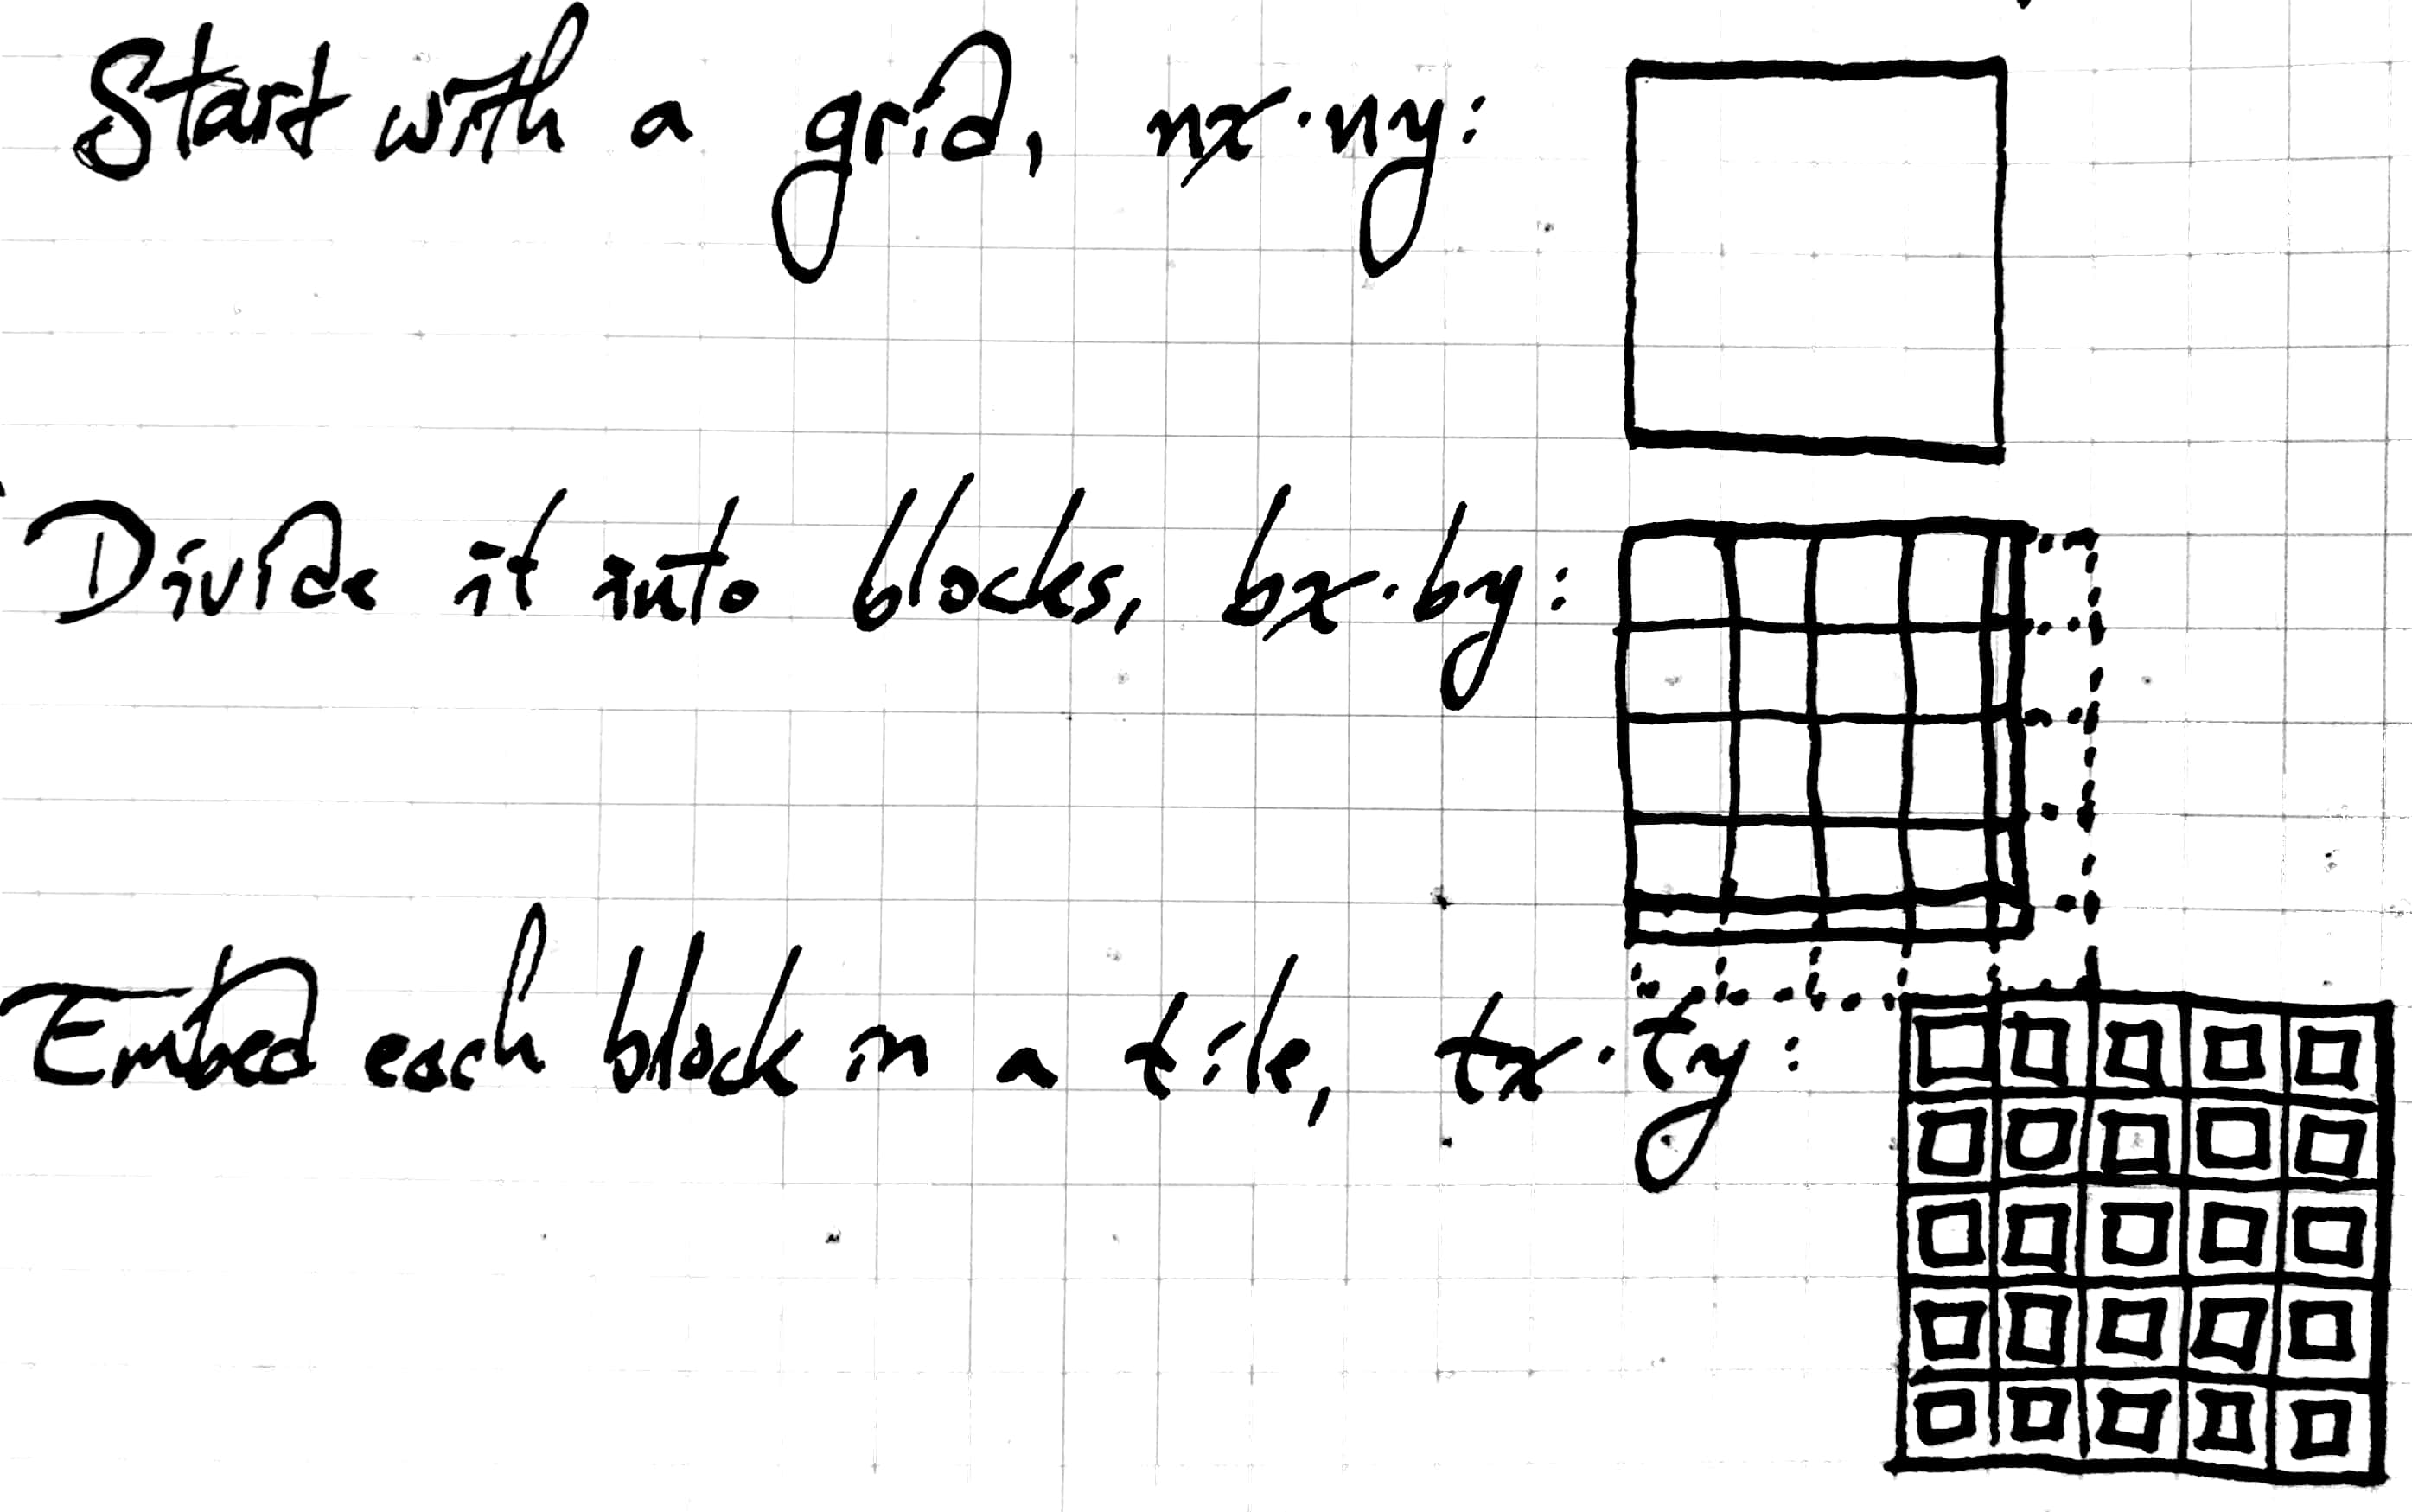 Start with a grid, nx·ny:
Divide it into blocks, bx·by:
Embed each block in a tile, tx·ty: